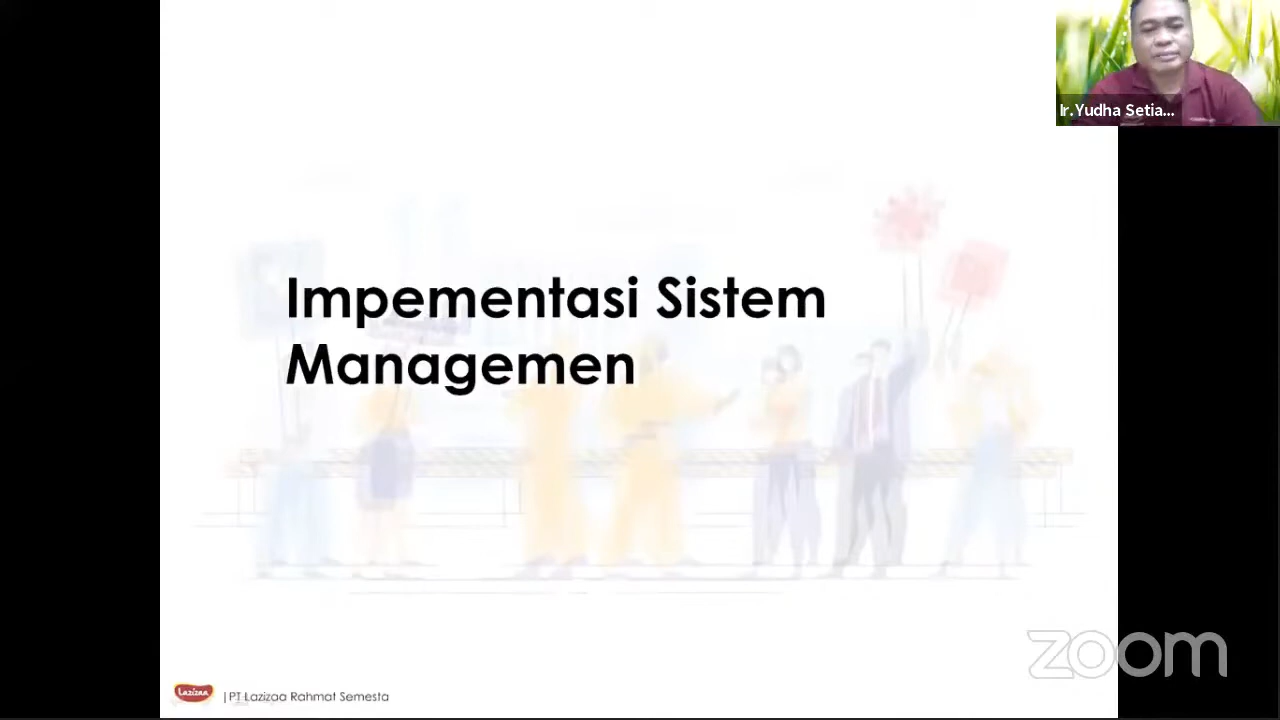 Ir.Yudha Setia...
Impementasi Sistem
Managemen
zoom
Lazizaa
|PT Lazizaa Rahmat Semesta